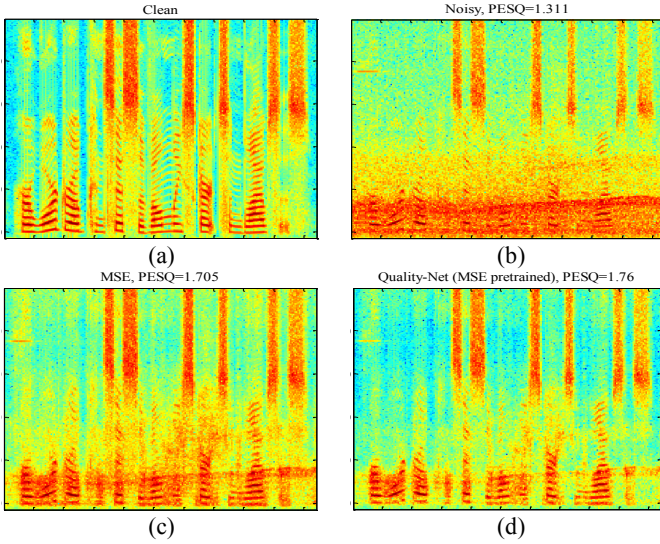 Clean
Noisy, PESQ=1.311
(a)
(b)
MSE, PESQ=1.705
Quality-Net (MSE pretrained), PESQ=1.76
(c)
(d)